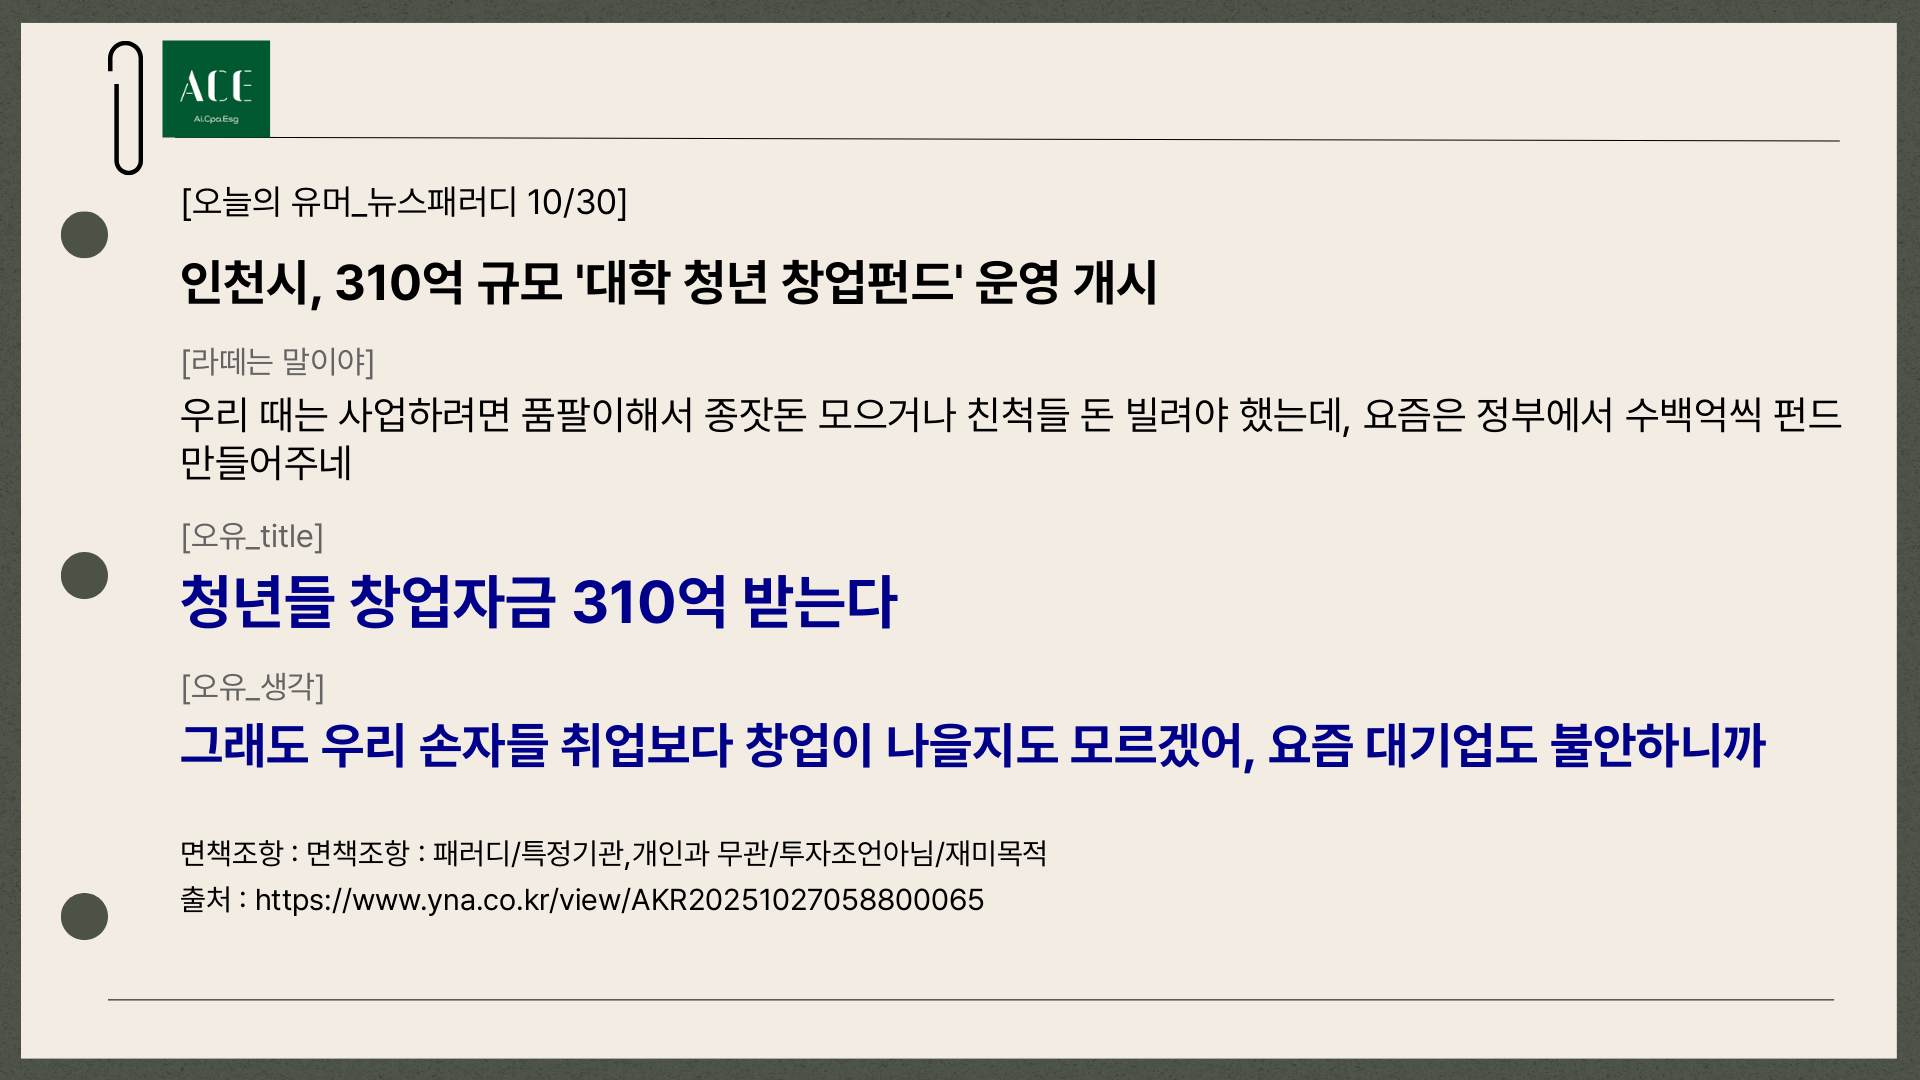 ACE
Ai.Cpa.Esg
[오늘의 유머_뉴스패러디 10/30]
인천시, 310억 규모 '대학 청년 창업펀드' 운영 개시
[라떼는 말이야]
우리 때는 사업하려면 품팔이해서 종잣돈 모으거나 친척들 돈 빌려야 했는데, 요즘은 정부에서 수백억씩 펀드
만들어주네
[오유_title]
청년들 창업자금 310억 받는다
[오유_생각]
그래도 우리 손자들 취업보다 창업이 나을지도 모르겠어, 요즘 대기업도 불안하니까
면책조항 : 면책조항 : 패러디/특정기관,개인과 무관/투자조언아님/재미목적
출처 : https://www.yna.co.kr/view/AKR20251027058800065